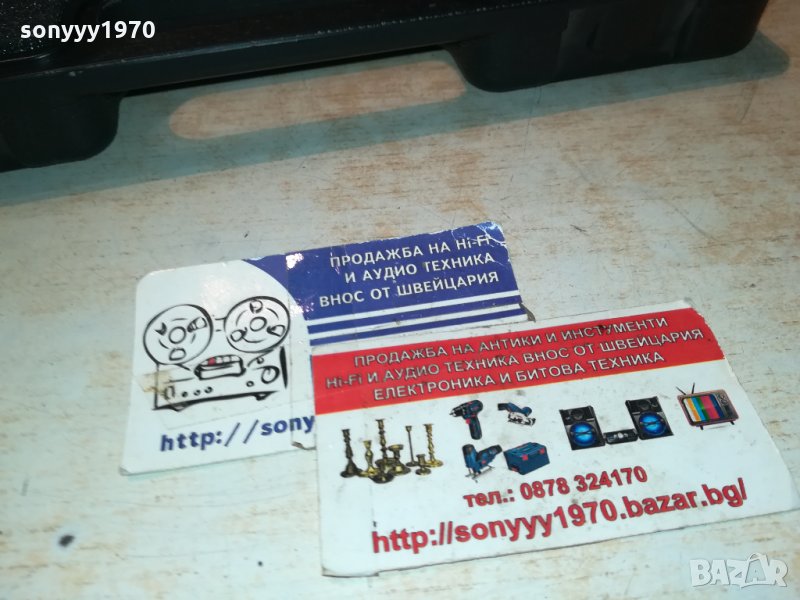 sonyyy1970
ПРОДАЖБА НА Hi-Fi
И АУДИО ТЕХНИКА
ВНОС ОТ ШВЕЙЦАРИЯ
http://sony
ПРОДАЖБА НА АНТИКИ И ИНСТРУМЕНТИ
Hi-Fi И АУДИО ТЕХНИКА ВНОС ОТ ШВЕЙЦАРИЯ
ЕЛЕКТРОНИКА И БИТОВА ТЕХНИКА
тел.: 0878 324170
http://sonyyy1970.bazar.bg/
BAZAR